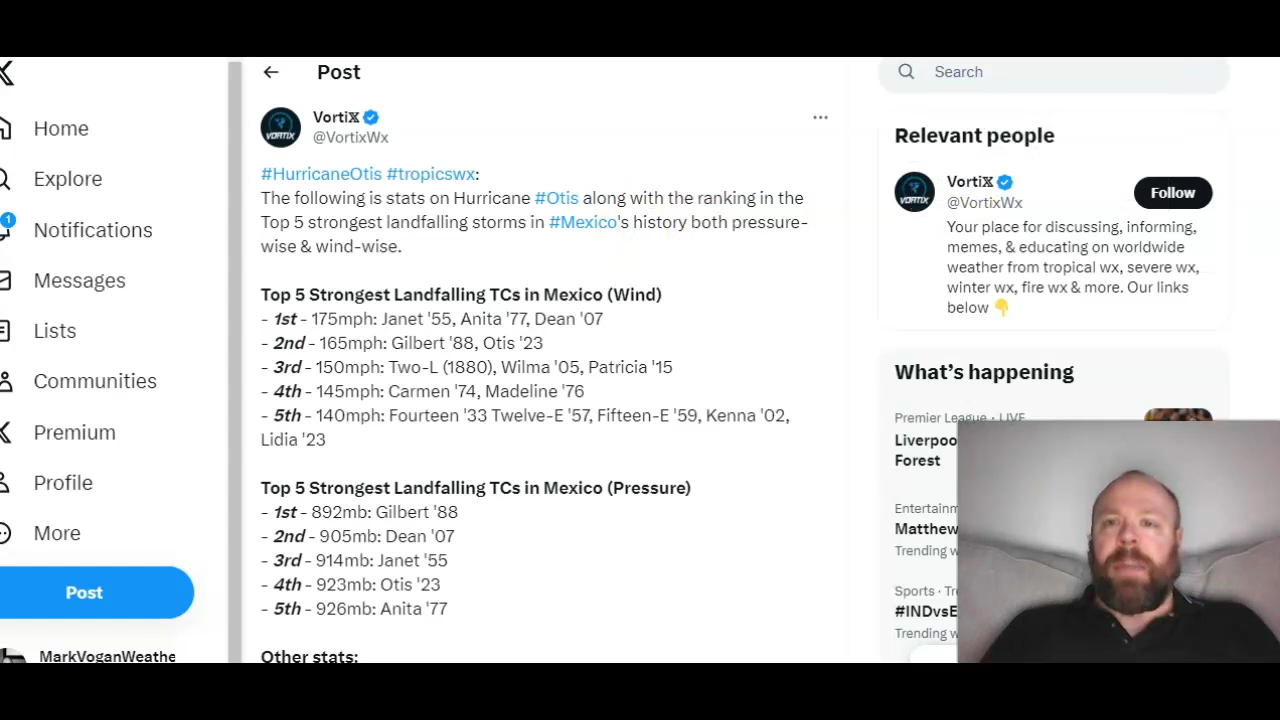 X
Home
Explore
1
Notifications
Messages
Lists
Communities
Premium
Profile
More
Post
MarkVoganWeathe
Post
VortiX
VORTIX
@VortixWx
#HurricaneOtis #tropicswx:
The following is stats on Hurricane #Otis along with the ranking in the
Top 5 strongest landfalling storms in #Mexico's history both pressure-
wise & wind-wise.
Top 5 Strongest Landfalling TCs in Mexico (Wind)
- 1st - 175mph: Janet '55, Anita '77, Dean '07
- 2nd - 165mph: Gilbert '88, Otis '23
- 3rd - 150mph: Two-L (1880), Wilma '05, Patricia '15
- 4th - 145mph: Carmen '74, Madeline '76
- 5th - 140mph: Fourteen '33 Twelve-E '57, Fifteen-E '59, Kenna '02,
Lidia '23
Top 5 Strongest Landfalling TCs in Mexico (Pressure)
- 1st - 892mb: Gilbert '88
- 2nd - 905mb: Dean '07
- 3rd - 914mb: Janet '55
- 4th - 923mb: Otis '23
- 5th - 926mb: Anita '77
Other stats:
Search
Relevant people
VortiX
VORTIX
@VortixWx
Follow
Your place for discussing, informing,
memes, & educating on worldwide
weather from tropical wx, severe wx,
winter wx, fire wx & more. Our links
below
What's happening
Premier League · LIVE
Liverpoo
Forest
Entertainm
Matthew
Trending w
Sports · Tre
#INDvsE
Trending w